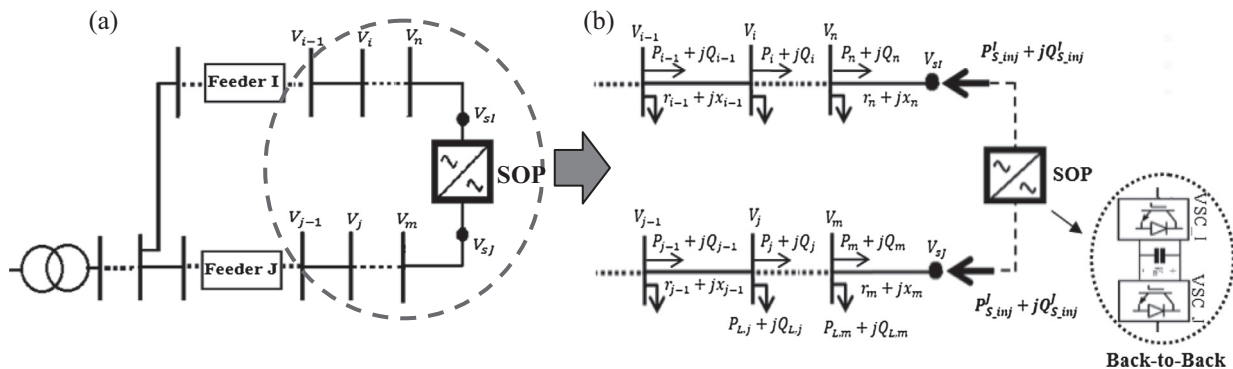 (a)
V_{i-1} V_i V_n
Feeder I
V_{sI}
SOP
V_{j-1} V_j V_m
Feeder J
V_{sJ}
(b)
V_{i-1} V_i V_n
P_{i-1} + jQ_{i-1} P_i + jQ_i P_n + jQ_n
V_{sI}
P^I_{S_inj} + jQ^I_{S_inj}
r_{i-1} + jx_{i-1} r_n + jx_n
SOP
V_{j-1} V_j V_m
P_{j-1} + jQ_{j-1} P_j + jQ_j P_m + jQ_m
V_{sJ}
r_{j-1} + jx_{j-1} r_m + jx_m
P^J_{S_inj} + jQ^J_{S_inj}
P_{L,j} + jQ_{L,j} P_{L,m} + jQ_{L,m}
VSC_I
VSC_J
Back-to-Back